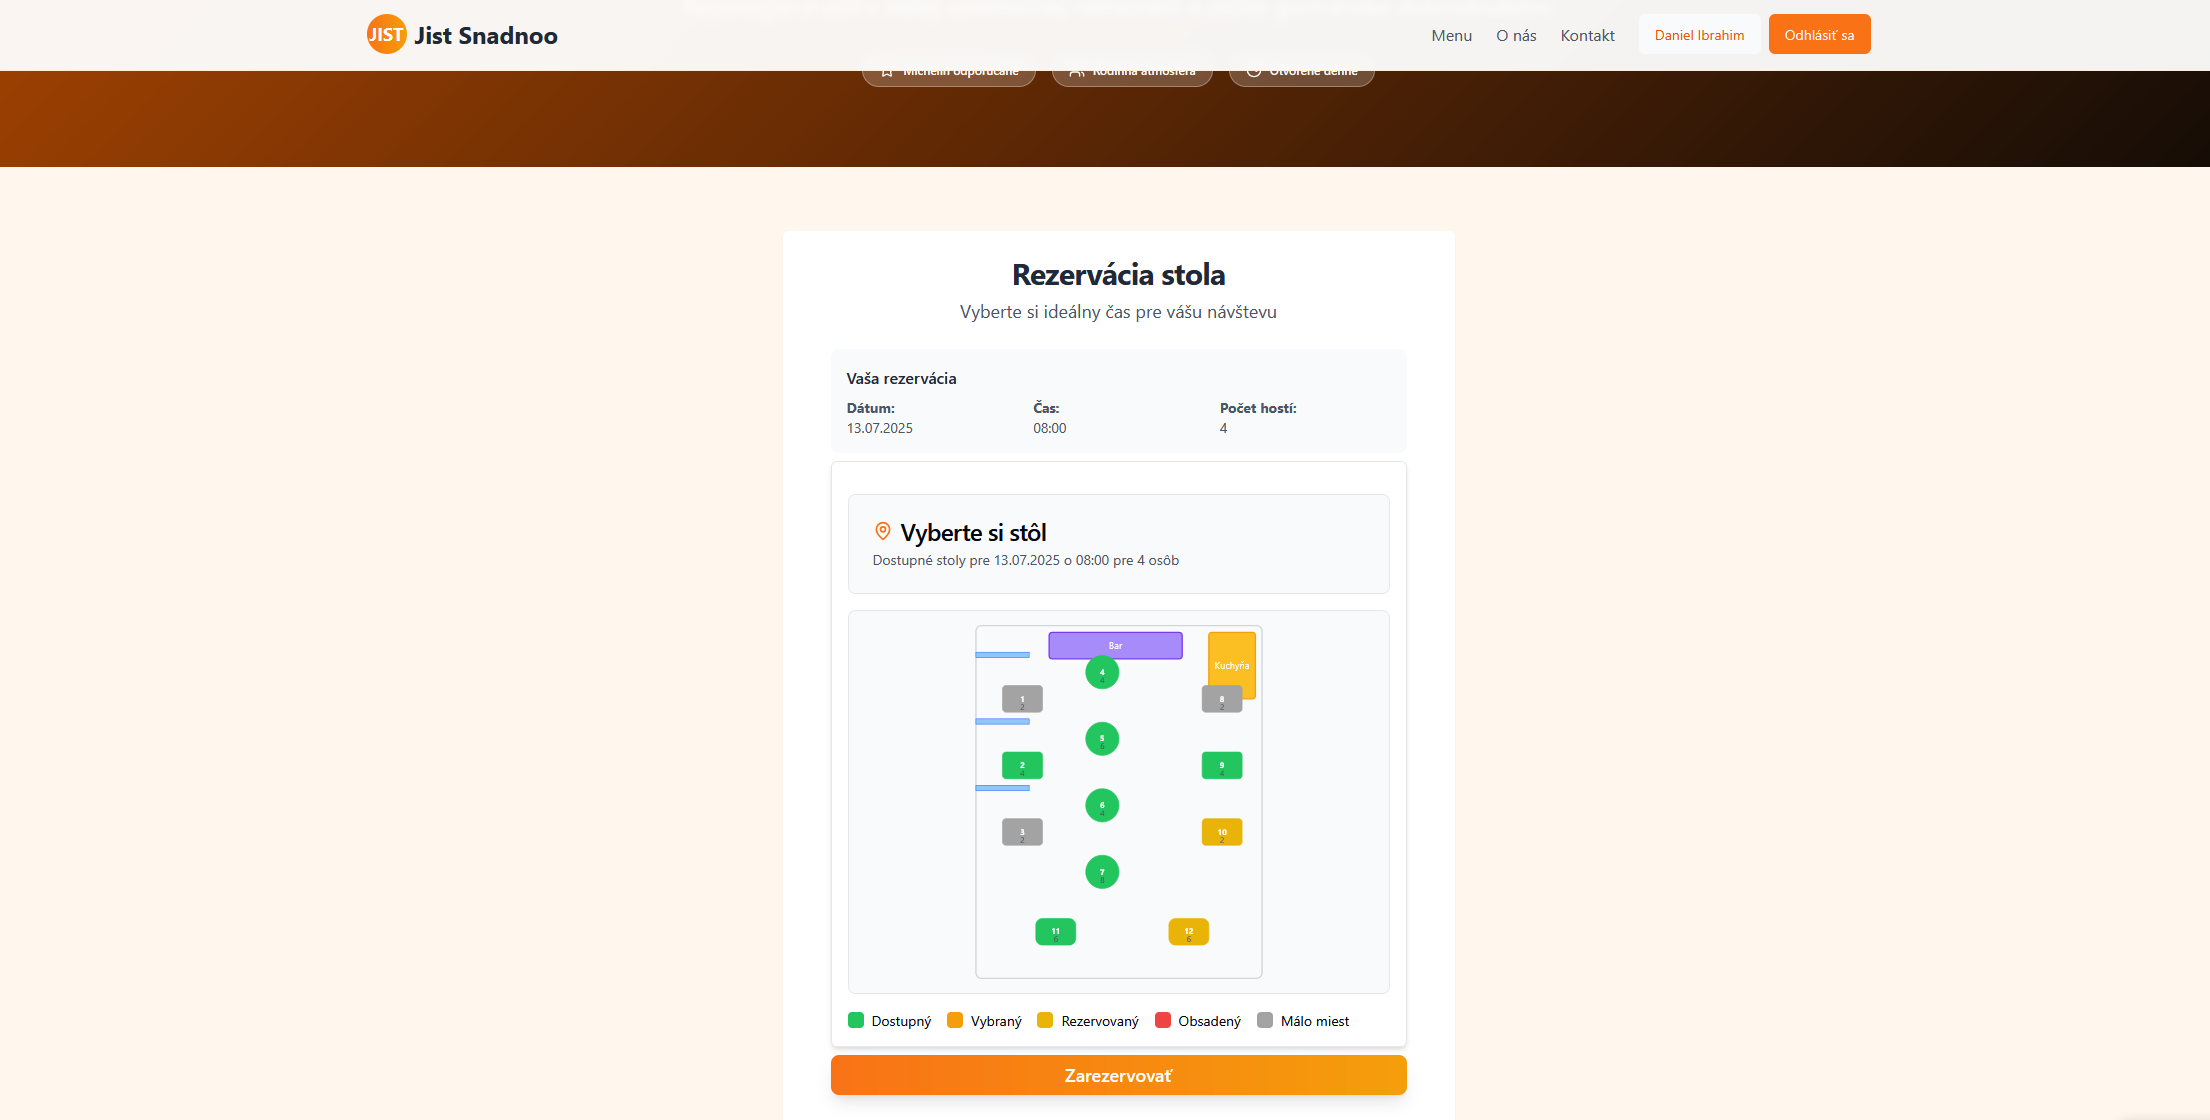 JIST Jist Snadnoo
Menu
O nás
Kontakt
Daniel Ibrahim
Odhlásiť sa
Michelin odporúčané
Rodinná atmosféra
Otvorené denne
Rezervácia stola
Vyberte si ideálny čas pre vášu návštevu
Vaša rezervácia
Dátum:
Čas:
Počet hostí:
13.07.2025
08:00
4
Vyberte si stôl
Dostupné stoly pre 13.07.2025 o 08:00 pre 4 osôb
Bar
Kuchyňa
4
4
1
2
8
2
5
6
2
4
9
4
6
4
3
2
10
2
7
8
11
6
12
6
Dostupný
Vybraný
Rezervovaný
Obsadený
Málo miest
Zarezervovať